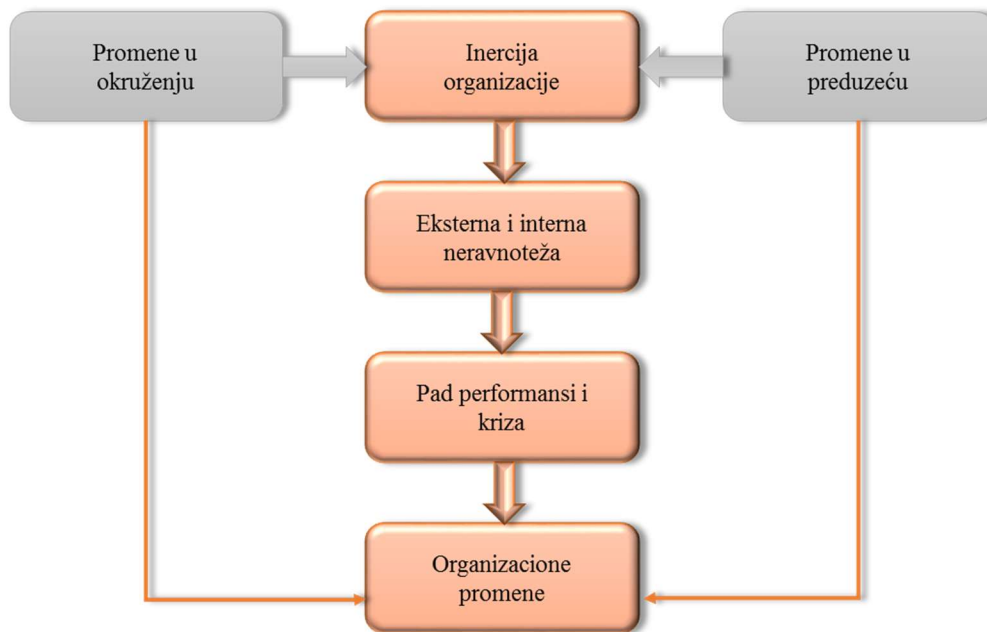 Promene u
okruženju
Inercija
organizacije
Promene u
preduzeću
Eksterna i interna
neravnoteža
Pad performansi i
kriza
Organizacione
promene